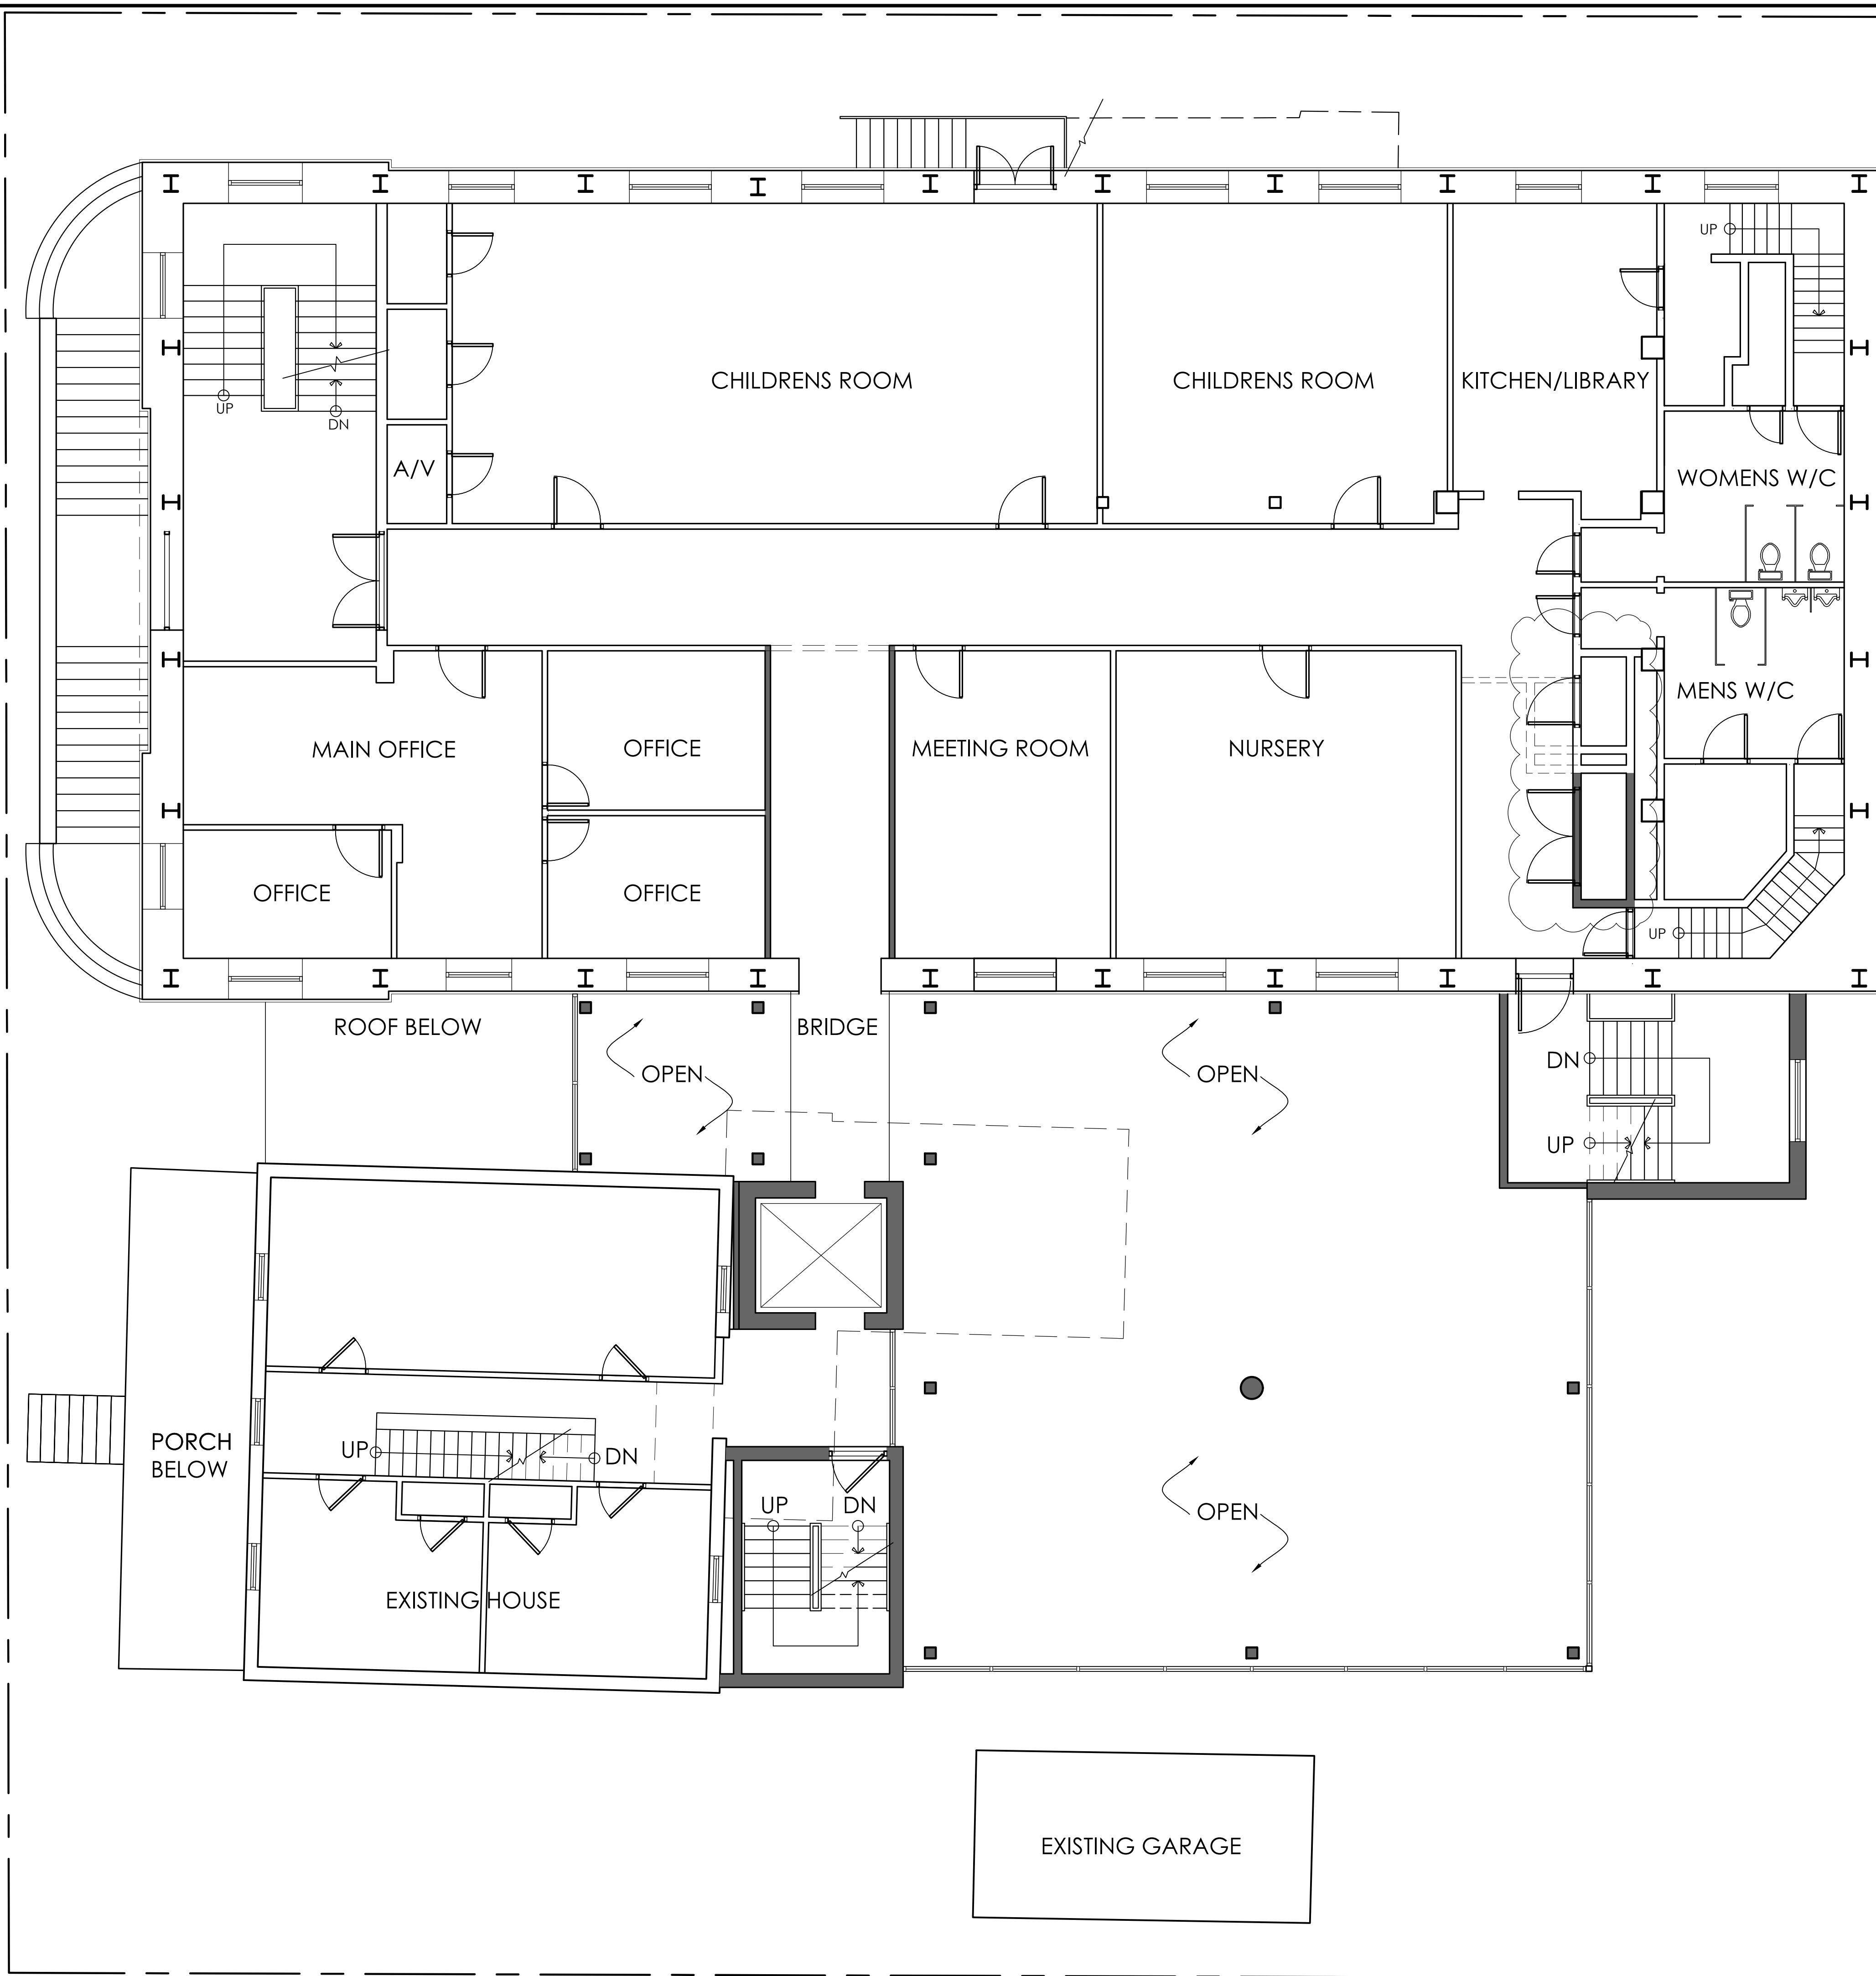 UP
UP
DN
CHILDRENS ROOM
CHILDRENS ROOM
KITCHEN/LIBRARY
A/V
WOMENS W/C
MENS W/C
MAIN OFFICE
OFFICE
MEETING ROOM
NURSERY
OFFICE
OFFICE
UP
ROOF BELOW
BRIDGE
OPEN
OPEN
DN
UP
PORCH
BELOW
UP
DN
UP
DN
OPEN
EXISTING HOUSE
EXISTING GARAGE